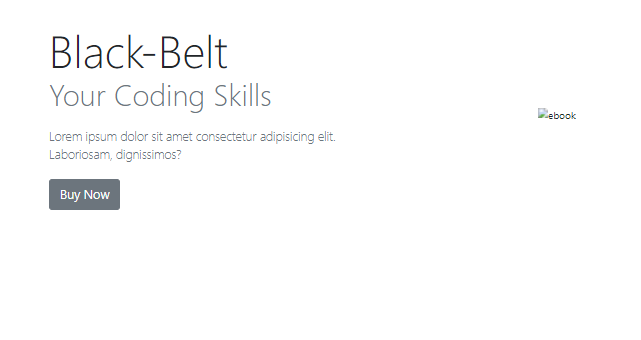 Black-Belt
Your Coding Skills
Lorem ipsum dolor sit amet consectetur adipisicing elit.
Laboriosam, dignissimos?
Buy Now
ebook